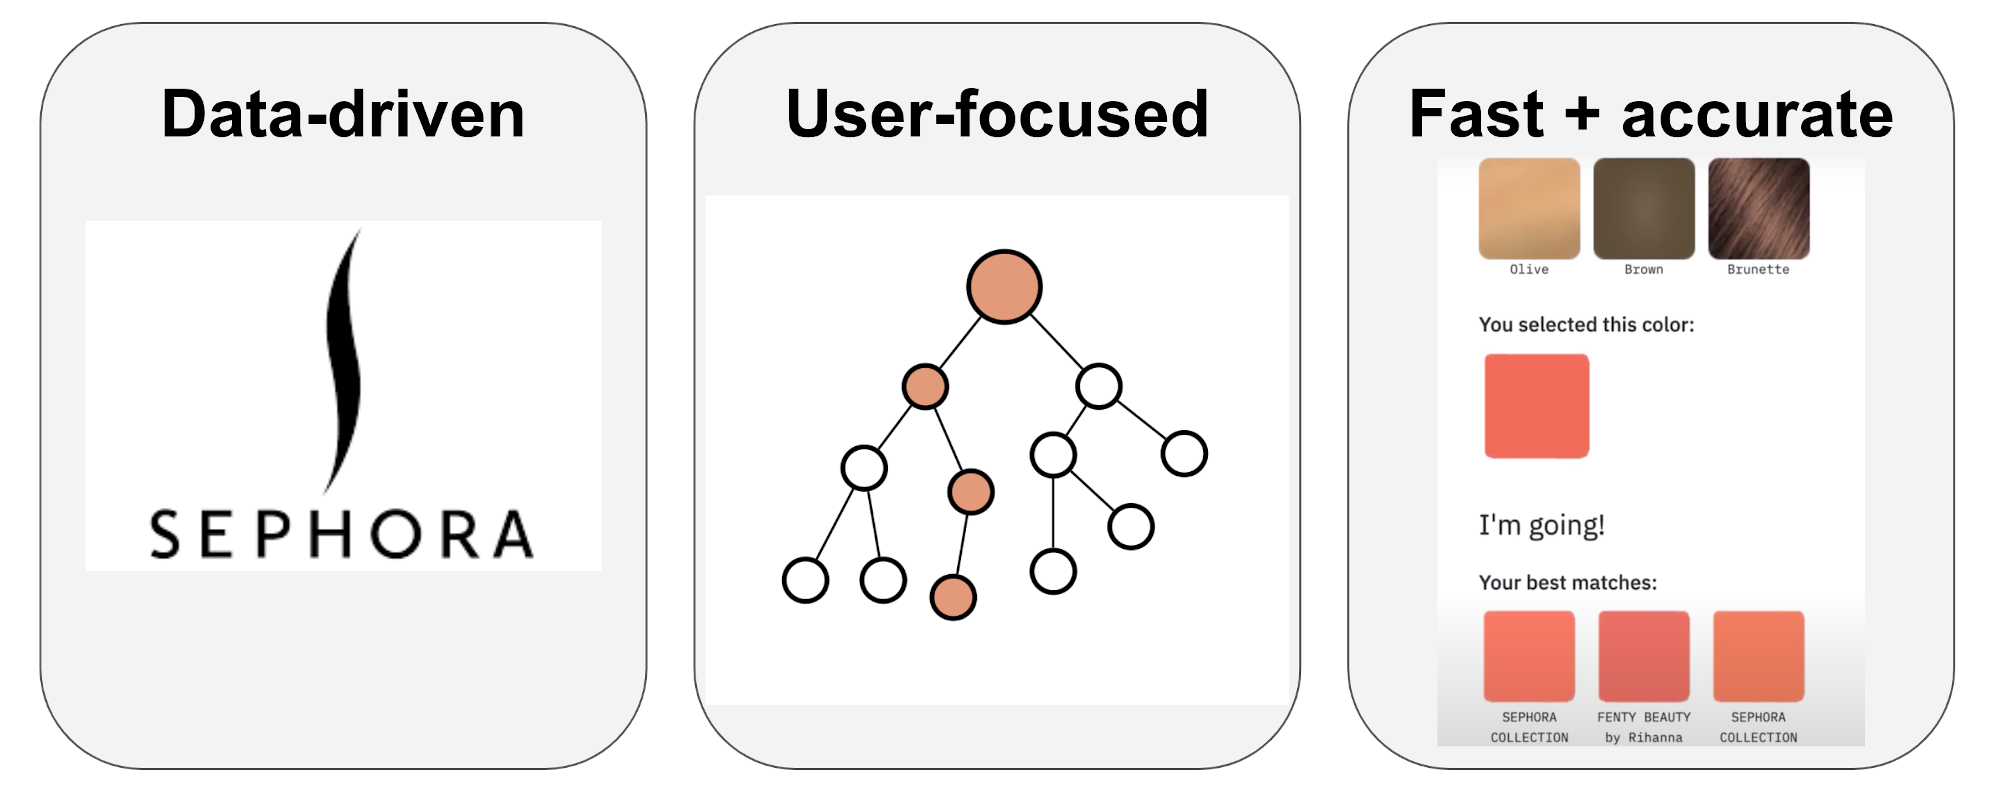 Data-driven
SEPHORA
User-focused
Fast + accurate
Olive Brown Brunette
You selected this color:
I'm going!
Your best matches:
SEPHORA FENTY BEAUTY SEPHORA
COLLECTION by Rihanna COLLECTION